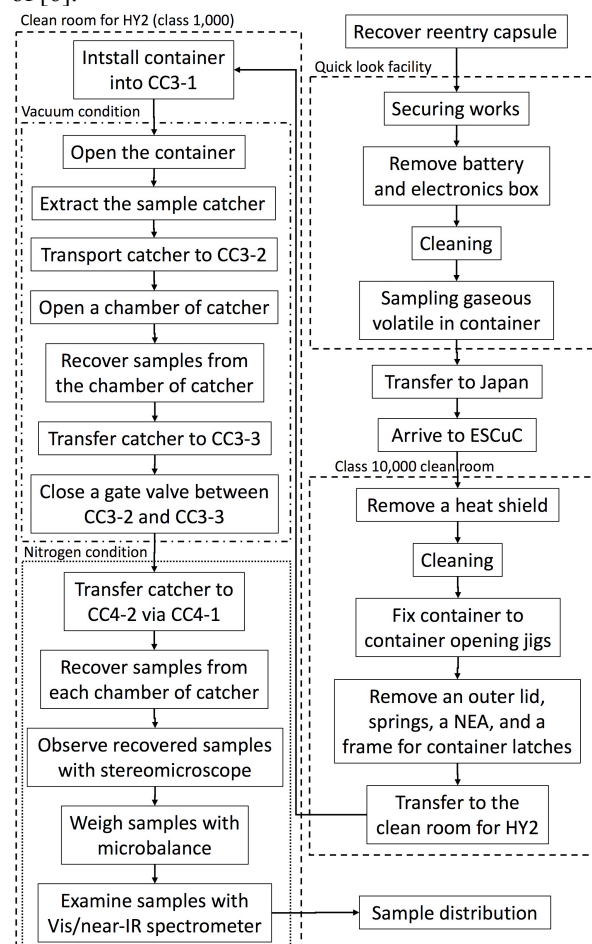 Clean room for HY2 (class 1,000)
Intstall container
into CC3-1
Vacuum condition
Open the container
Extract the sample catcher
Transport catcher to CC3-2
Open a chamber of catcher
Recover samples from
the chamber of catcher
Transfer catcher to CC3-3
Close a gate valve between
CC3-2 and CC3-3
Nitrogen condition
Transfer catcher to
CC4-2 via CC4-1
Recover samples from
each chamber of catcher
Observe recovered samples
with stereomicroscope
Weigh samples with
microbalance
Examine samples with
Vis/near-IR spectrometer
Recover reentry capsule
Quick look facility
Securing works
Remove battery
and electronics box
Cleaning
Sampling gaseous
volatile in container
Transfer to Japan
Arrive to ESCuC
Class 10,000 clean room
Remove a heat shield
Cleaning
Fix container to
container opening jigs
Remove an outer lid,
springs, a NEA, and a
frame for container latches
Transfer to the
clean room for HY2
Sample distribution